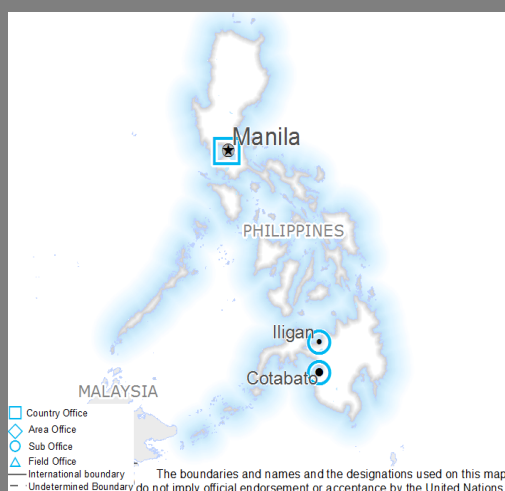 Manila
PHILIPPINES
Iligan
Cotabato
MALAYSIA
Country Office
Area Office
Sub Office
Field Office
International boundary
Undetermined Boundary
The boundaries and names and the designations used on this map
do not imply official endorsement or acceptance by the United Nations